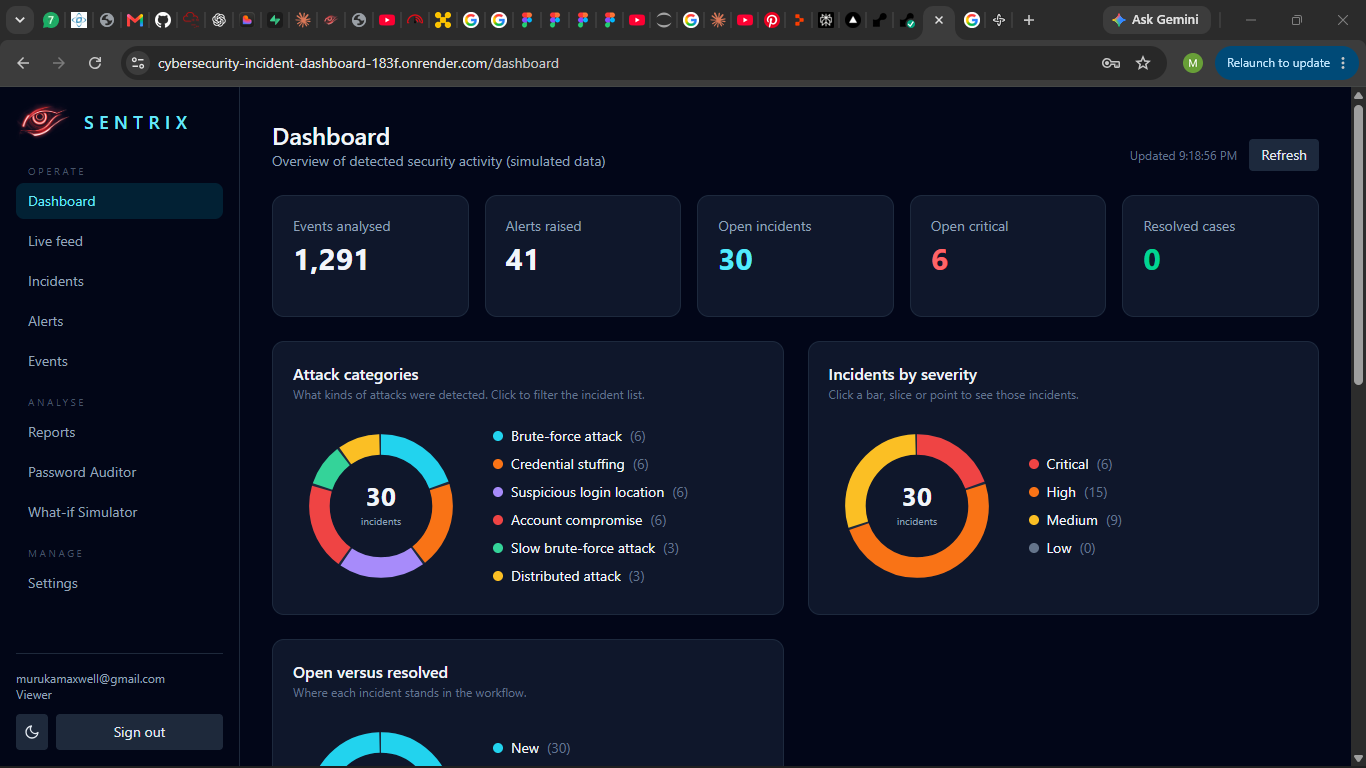 7
Ask Gemini
cybersecurity-incident-dashboard-183f.onrender.com/dashboard
M
Relaunch to update
SENTRIX
OPERATE
Dashboard
Live feed
Incidents
Alerts
Events
ANALYSE
Reports
Password Auditor
What-if Simulator
MANAGE
Settings
murukamaxwell@gmail.com
Viewer
Sign out
Dashboard
Overview of detected security activity (simulated data)
Updated 9:18:56 PM
Refresh
Events analysed
1,291
Alerts raised
41
Open incidents
30
Open critical
6
Resolved cases
0
Attack categories
What kinds of attacks were detected. Click to filter the incident list.
30
incidents
Brute-force attack (6)
Credential stuffing (6)
Suspicious login location (6)
Account compromise (6)
Slow brute-force attack (3)
Distributed attack (3)
Incidents by severity
Click a bar, slice or point to see those incidents.
30
incidents
Critical (6)
High (15)
Medium (9)
Low (0)
Open versus resolved
Where each incident stands in the workflow.
New (30)